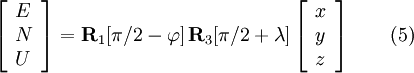 [ E N U ] = R₁[π/2 − φ] R₃[π/2 + λ] [ x y z ] (5)